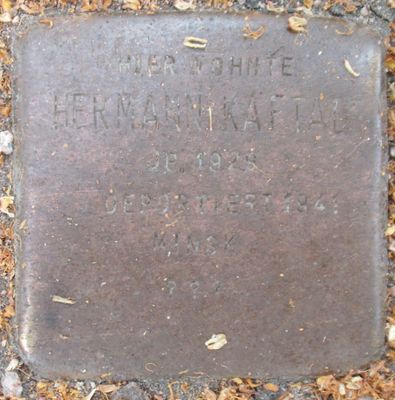 HIER WOHNTE
HERMANN KAFTAL
JG. 1928
DEPORTIERT 1941
MINSK
???